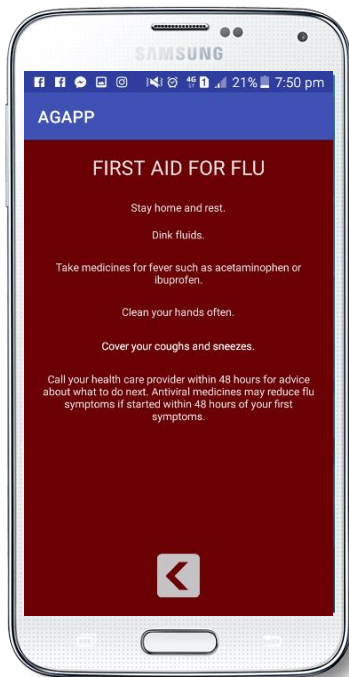 SAMSUNG
4G 1 21% 7:50 pm
AGAPP
FIRST AID FOR FLU
Stay home and rest.
Dink fluids.
Take medicines for fever such as acetaminophen or
ibuprofen.
Clean your hands often.
Cover your coughs and sneezes.
Call your health care provider within 48 hours for advice
about what to do next. Antiviral medicines may reduce flu
symptoms if started within 48 hours of your first
symptoms.